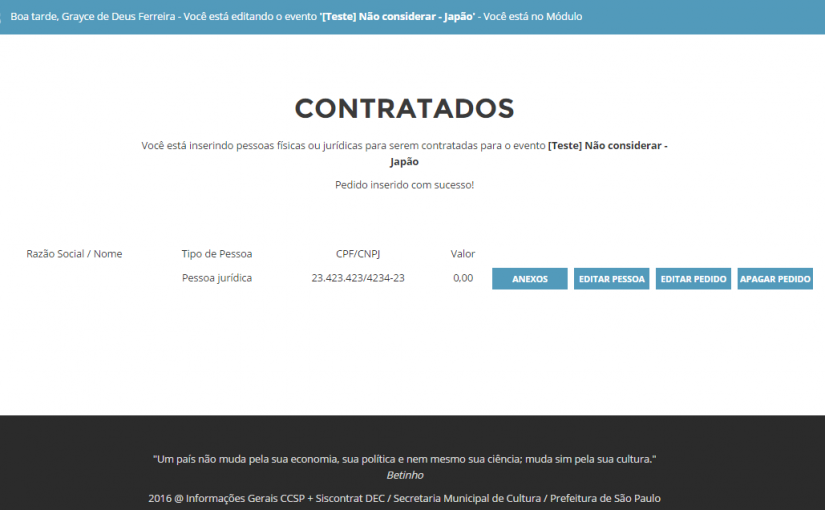 Boa tarde, Grayce de Deus Ferreira - Você está editando o evento '[Teste] Não considerar - Japão' - Você está no Módulo
CONTRATADOS
Você está inserindo pessoas físicas ou jurídicas para serem contratadas para o evento [Teste] Não considerar -
Japão
Pedido inserido com sucesso!
Razão Social / Nome Tipo de Pessoa CPF/CNPJ Valor
Pessoa jurídica 23.423.423/4234-23 0,00 ANEXOS EDITAR PESSOA EDITAR PEDIDO APAGAR PEDIDO
"Um país não muda pela sua economia, sua política e nem mesmo sua ciência; muda sim pela sua cultura."
Betinho
2016 @ Informações Gerais CCSP + Siscontrat DEC / Secretaria Municipal de Cultura / Prefeitura de São Paulo